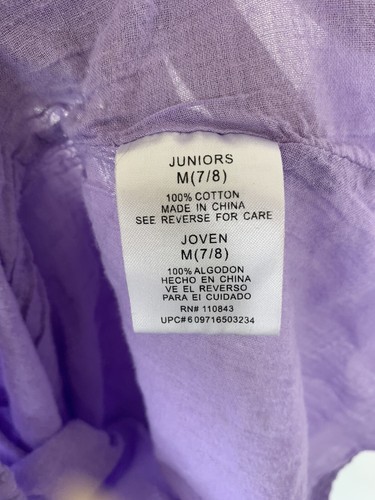 JUNIORS
M(7/8)
100% COTTON
MADE IN CHINA
SEE REVERSE FOR CARE
JOVEN
M(7/8)
100% ALGODON
HECHO EN CHINA
VE EL REVERSO
PARA EI CUIDADO
RN# 110843
UPC#609716503234